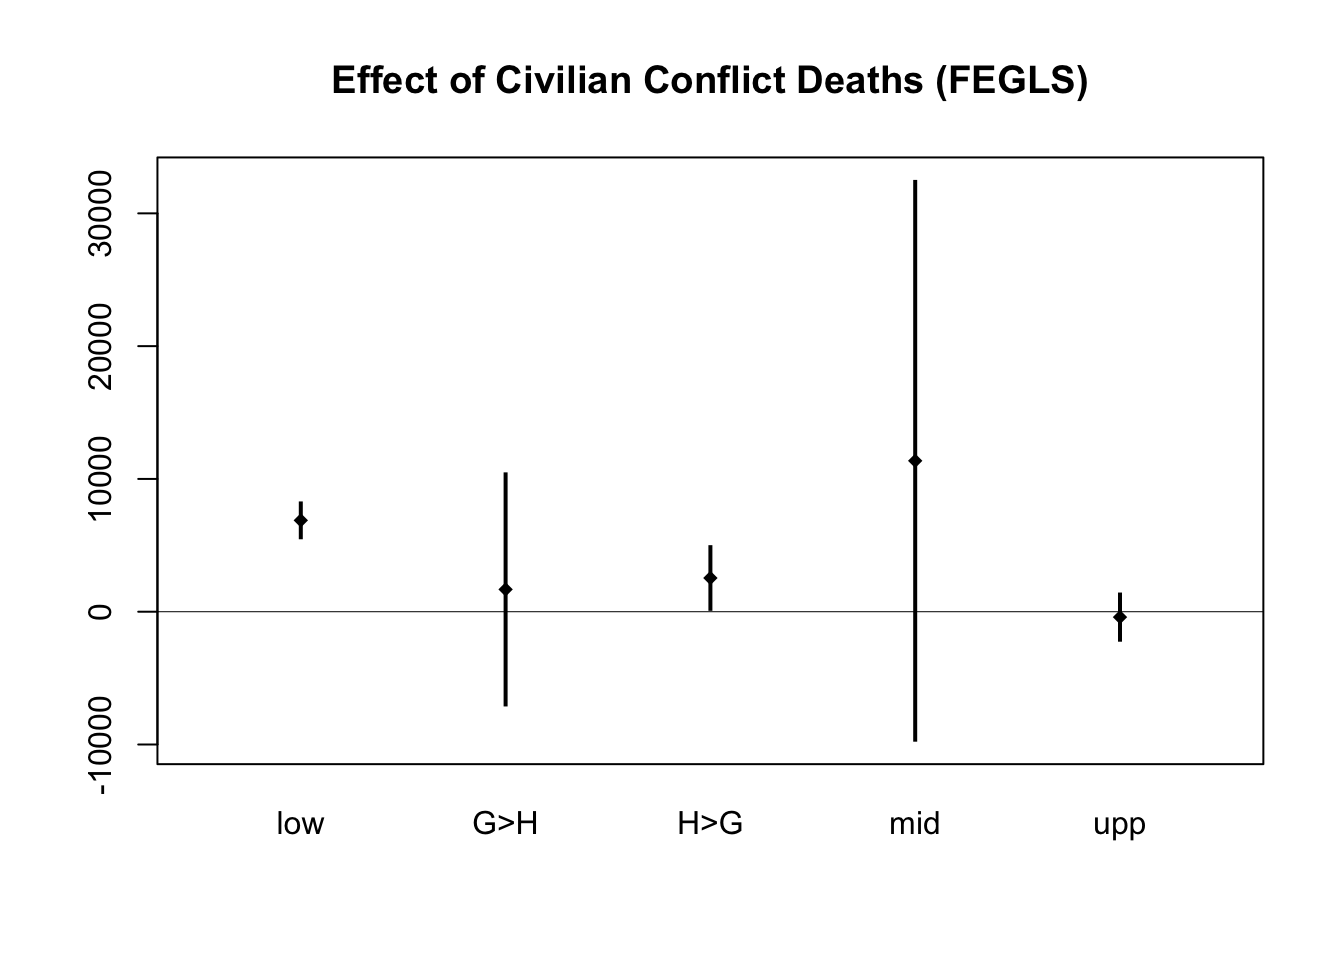 Effect of Civilian Conflict Deaths (FEGLS)
30000
20000
10000
0
-10000
low G>H H>G mid upp